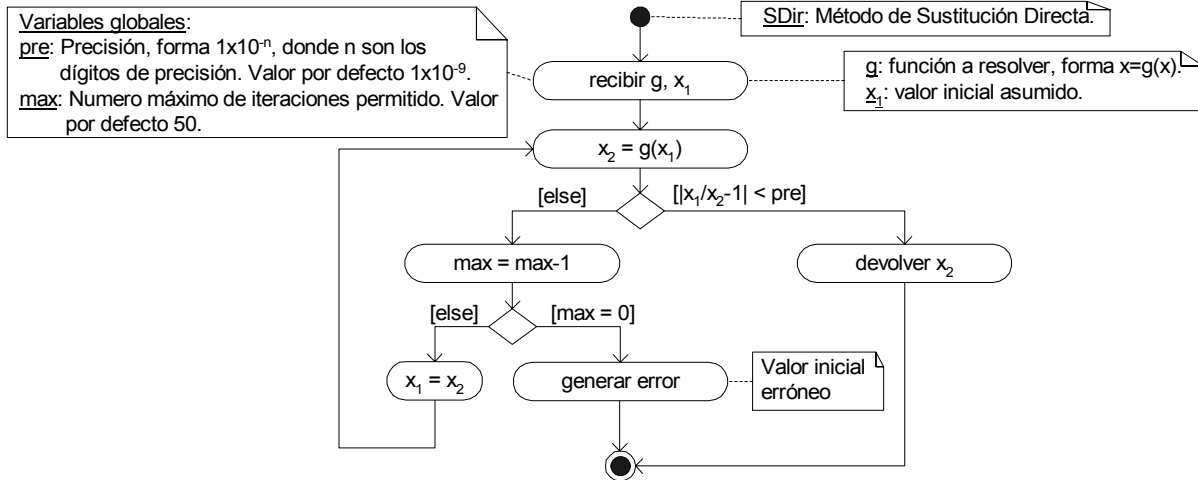 Variables globales:
pre: Precisión, forma 1x10⁻ⁿ, donde n son los
dígitos de precisión. Valor por defecto 1x10⁻⁹.
max: Numero máximo de iteraciones permitido. Valor
por defecto 50.
SDir: Método de Sustitución Directa.
recibir g, x₁
g: función a resolver, forma x=g(x).
x₁: valor inicial asumido.
x₂ = g(x₁)
[else]
[|x₁/x₂-1| < pre]
max = max-1
devolver x₂
[else]
[max = 0]
x₁ = x₂
generar error
Valor inicial
erróneo